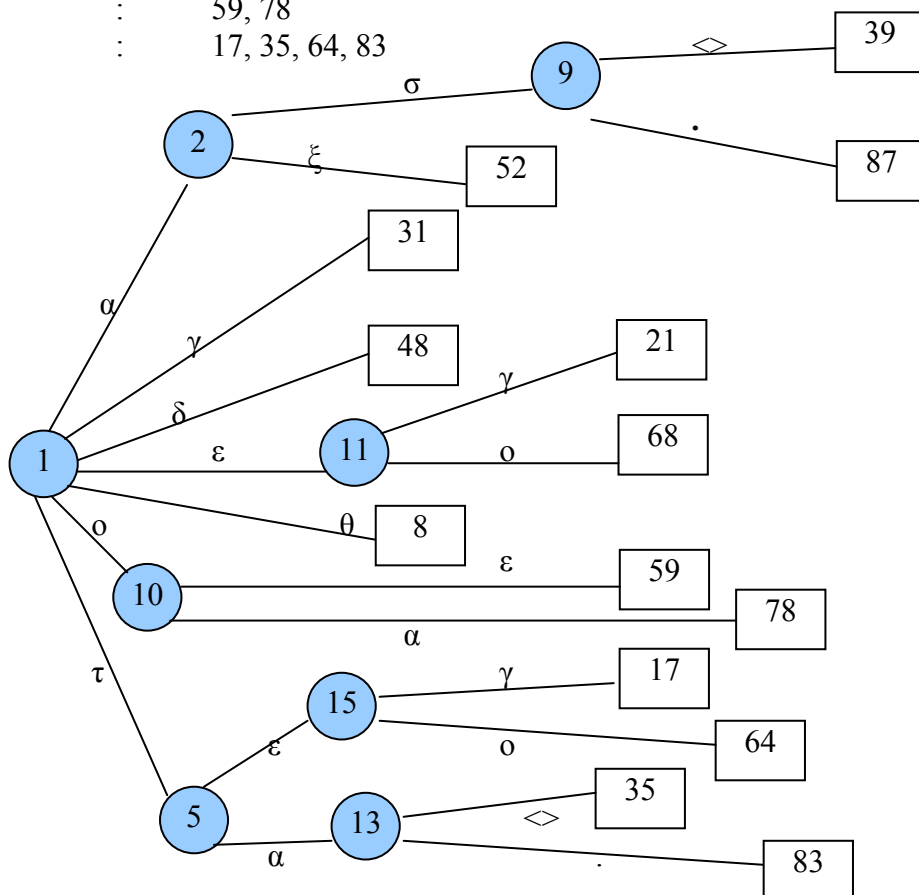 : 59, 78
: 17, 35, 64, 83
<> 39
9
σ
.
2
ξ 52
87
31
α
γ
48
21
γ
δ
11
68
1
ε
ο
θ 8
ο
ε 59
10
78
α
τ
γ 17
15
64
ε
ο
35
5
13
<>
α
.
83